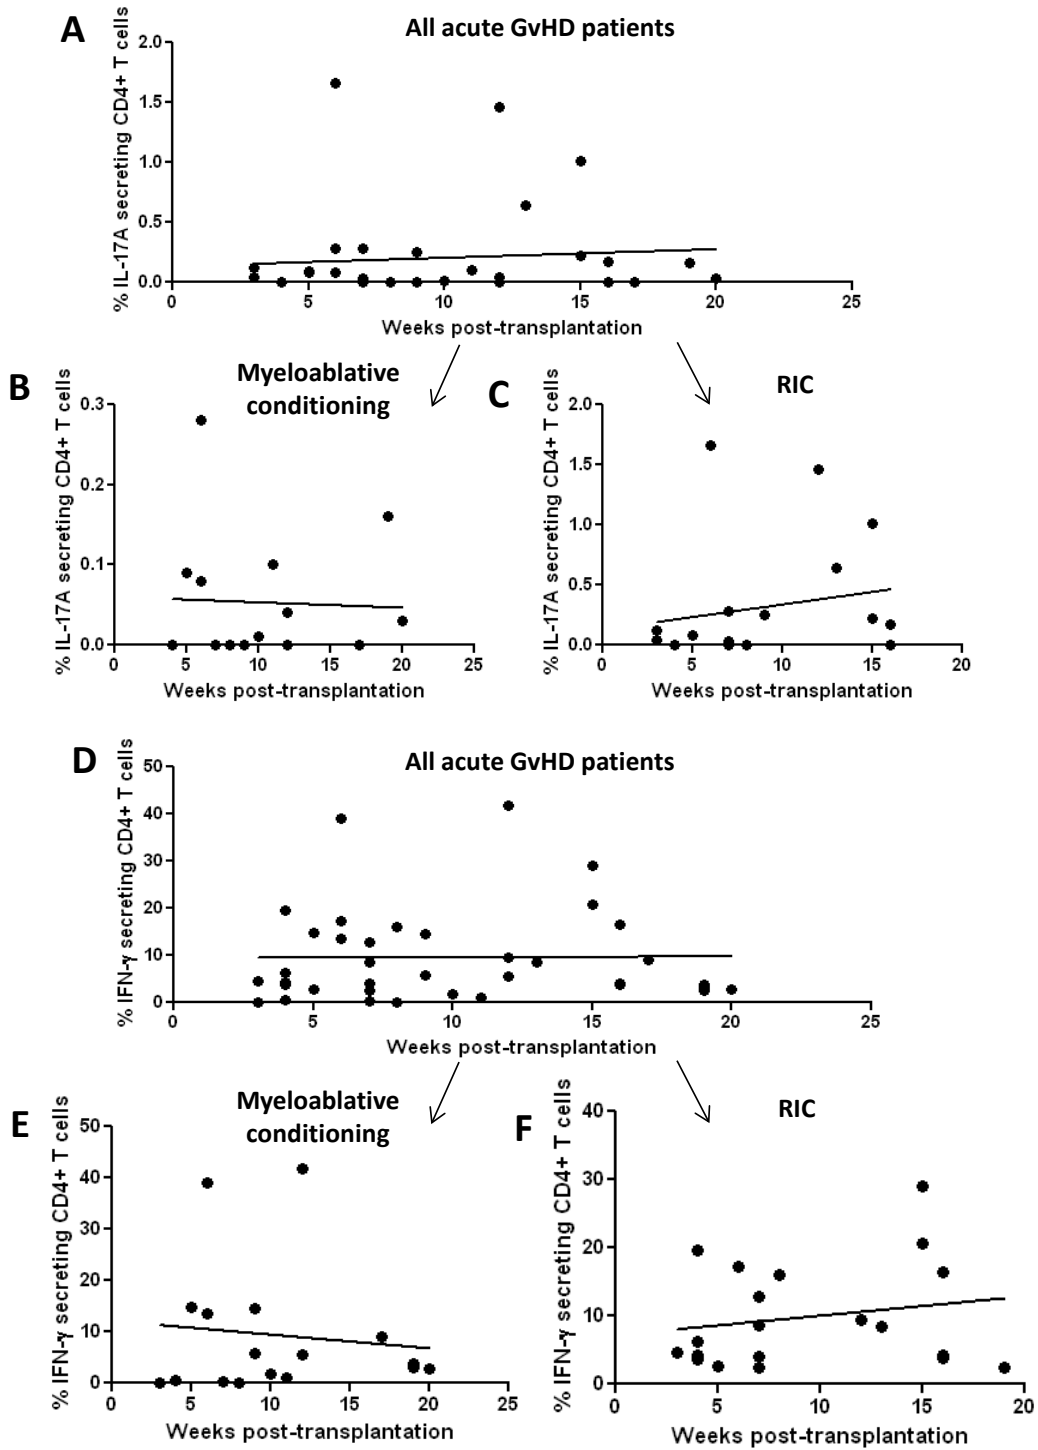 A
All acute GvHD patients
% IL-17A secreting CD4+ T cells
2.0
1.5
1.0
0.5
0.0
0 5 10 15 20 25
Weeks post-transplantation
B
Myeloablative
conditioning
% IL-17A secreting CD4+ T cells
0.3
0.2
0.1
0.0
0 5 10 15 20 25
Weeks post-transplantation
C
RIC
% IL-17A secreting CD4+ T cells
2.0
1.5
1.0
0.5
0.0
0 5 10 15 20
Weeks post-transplantation
D
All acute GvHD patients
% IFN-γ secreting CD4+ T cells
50
40
30
20
10
0
0 5 10 15 20 25
Weeks post-transplantation
E
Myeloablative
conditioning
% IFN-γ secreting CD4+ T cells
50
40
30
20
10
0
0 5 10 15 20 25
Weeks post-transplantation
F
RIC
% IFN-γ secreting CD4+ T cells
40
30
20
10
0
0 5 10 15 20
Weeks post-transplantation